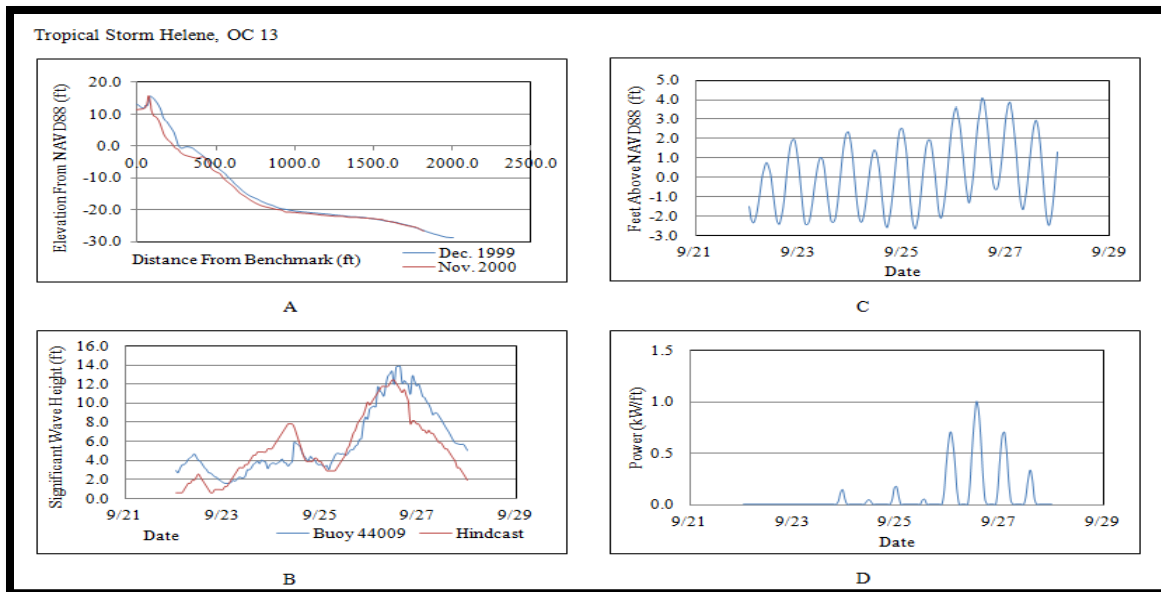 Tropical Storm Helene, OC 13
Elevation From NAVD88 (ft)
20.0
10.0
0.0
-10.0
-20.0
-30.0
0.0 500.0 1000.0 1500.0 2000.0 2500.0
Distance From Benchmark (ft)
Dec. 1999
Nov. 2000
A
Feet Above NAVD88 (ft)
5.0
4.0
3.0
2.0
1.0
0.0
-1.0
-2.0
-3.0
9/21 9/23 9/25 9/27 9/29
Date
C
Significant Wave Height (ft)
16.0
14.0
12.0
10.0
8.0
6.0
4.0
2.0
0.0
9/21 9/23 9/25 9/27 9/29
Date
Buoy 44009 Hindcast
B
Power (kW/ft)
1.5
1.0
0.5
0.0
9/21 9/23 9/25 9/27 9/29
Date
D